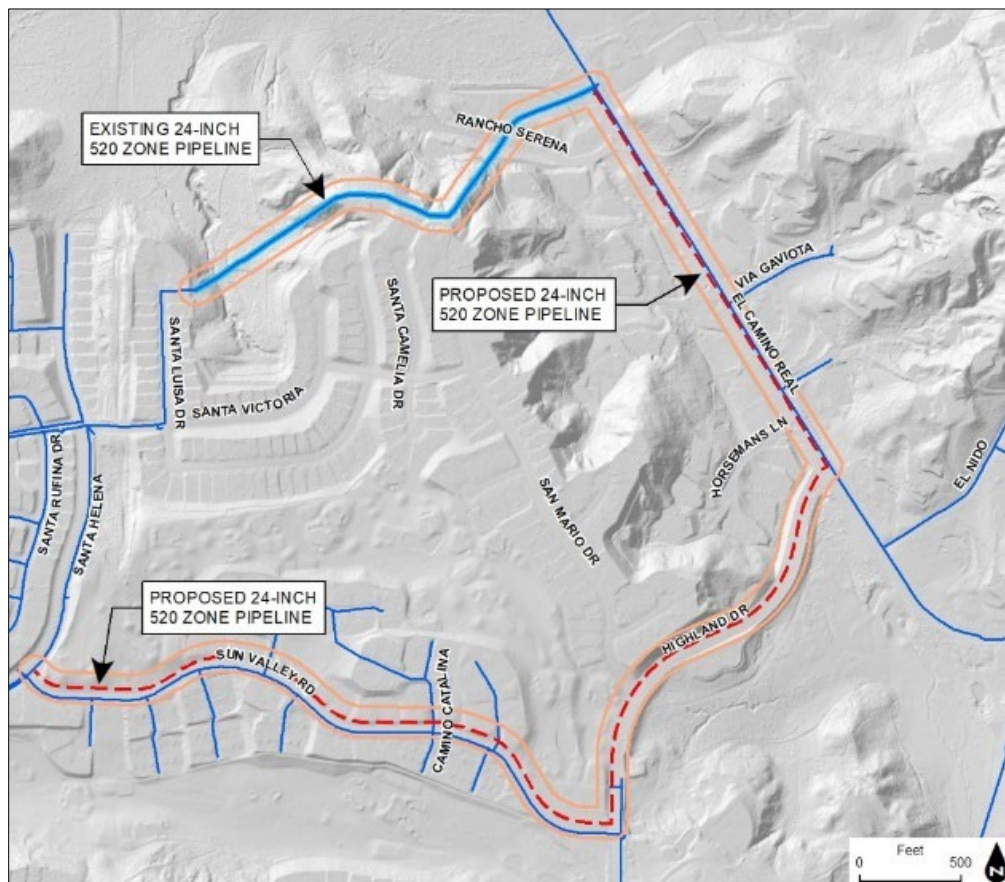 EXISTING 24-INCH
520 ZONE PIPELINE
RANCHO SERENA
PROPOSED 24-INCH
520 ZONE PIPELINE
VIA GAVIOTA
EL CAMINO REAL
SANTA CAMELIA DR
SANTA LUISA DR
SANTA VICTORIA
HORSEMANS LN
EL NIDO
SANTA RUFINA DR
SANTA HELENA
SAN MARIO DR
PROPOSED 24-INCH
520 ZONE PIPELINE
HIGHLAND DR
SUN VALLEY RD
CAMINO CATALINA
Feet
0 500
N